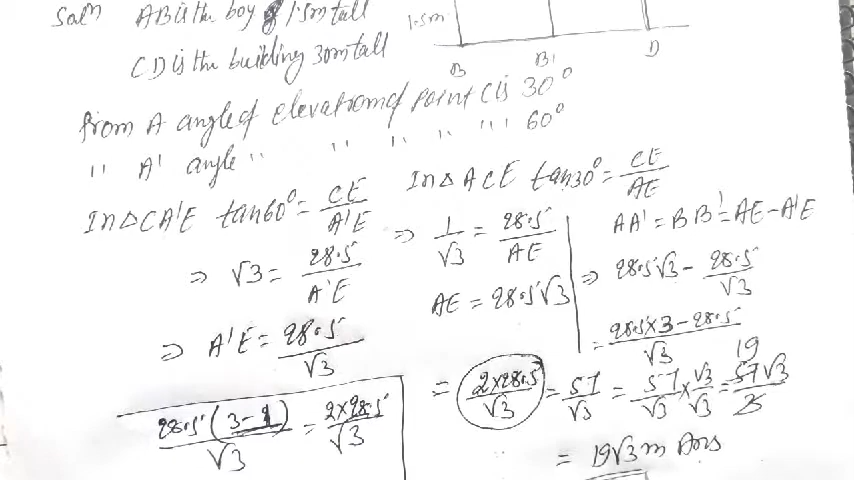 Soln AB is the boy 1.5m tall
CD is the building 30m tall
1.5m
B B' D
from A angle of elevation of point C is 30°
" A' angle " " " " " 60°
In △CA'E tan60° = CE/A'E
⇒ √3 = 28.5/A'E
⇒ A'E = 28.5/√3
28.5(3-1)/√3 = 2×28.5/√3
In △ ACE tan30° = CE/AE
⇒ 1/√3 = 28.5/AE
AE = 28.5√3
AA' = BB' = AE - A'E
⇒ 28.5√3 - 28.5/√3
= 28.5×3-28.5/√3
= 2×28.5/√3 = 57/√3 = 57/√3 × √3/√3 = 57√3/3
19
= 19√3 m Ans